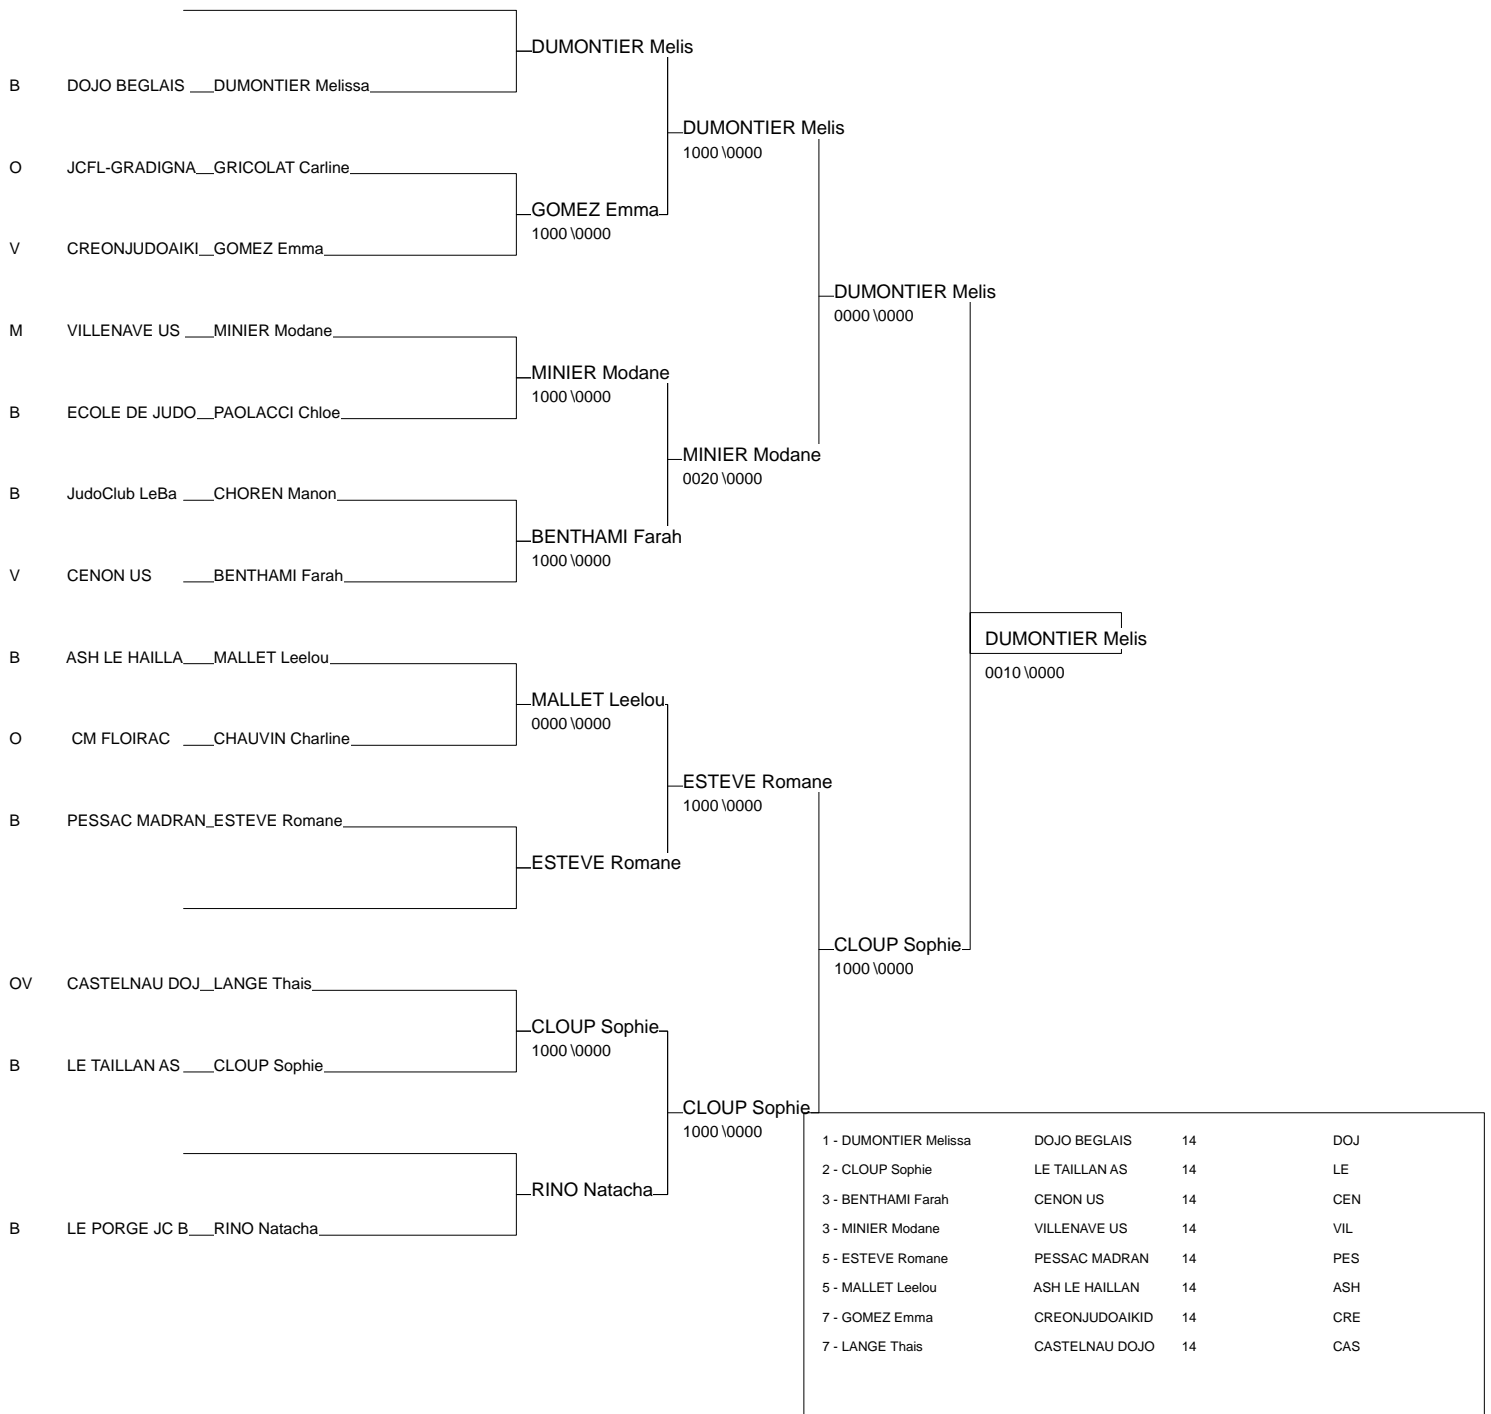 DUMONTIER Melis
B DOJO BEGLAIS DUMONTIER Melissa
DUMONTIER Melis
1000 \0000
O JCFL-GRADIGNA GRICOLAT Carline
GOMEZ Emma
1000 \0000
V CREONJUDOAIKI GOMEZ Emma
DUMONTIER Melis
0000 \0000
M VILLENAVE US MINIER Modane
MINIER Modane
1000 \0000
B ECOLE DE JUDO PAOLACCI Chloe
MINIER Modane
0020 \0000
B JudoClub LeBa CHOREN Manon
BENTHAMI Farah
1000 \0000
V CENON US BENTHAMI Farah
DUMONTIER Melis
0010 \0000
B ASH LE HAILLA MALLET Leelou
MALLET Leelou
0000 \0000
O CM FLOIRAC CHAUVIN Charline
ESTEVE Romane
1000 \0000
B PESSAC MADRAN ESTEVE Romane
ESTEVE Romane
CLOUP Sophie
1000 \0000
OV CASTELNAU DOJ LANGE Thais
CLOUP Sophie
1000 \0000
B LE TAILLAN AS CLOUP Sophie
CLOUP Sophie
1000 \0000
RINO Natacha
B LE PORGE JC B RINO Natacha
1 - DUMONTIER Melissa DOJO BEGLAIS 14 DOJ
2 - CLOUP Sophie LE TAILLAN AS 14 LE
3 - BENTHAMI Farah CENON US 14 CEN
3 - MINIER Modane VILLENAVE US 14 VIL
5 - ESTEVE Romane PESSAC MADRAN 14 PES
5 - MALLET Leelou ASH LE HAILLAN 14 ASH
7 - GOMEZ Emma CREONJUDOAIKID 14 CRE
7 - LANGE Thais CASTELNAU DOJO 14 CAS